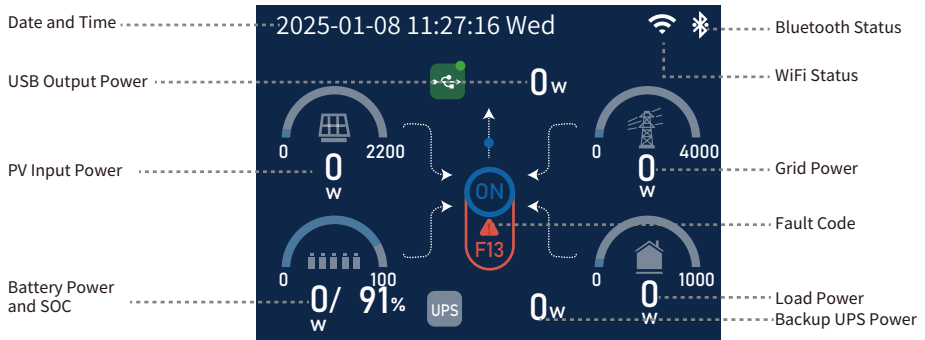 Date and Time
2025-01-08 11:27:16 Wed
Bluetooth Status
USB Output Power
0 W
WiFi Status
0 2200
0 4000
PV Input Power
0
W
ON
0
W
Grid Power
F13
Fault Code
0 100
0 1000
Battery Power
and SOC
0/ 91%
W
UPS
0 W
0
W
Load Power
Backup UPS Power